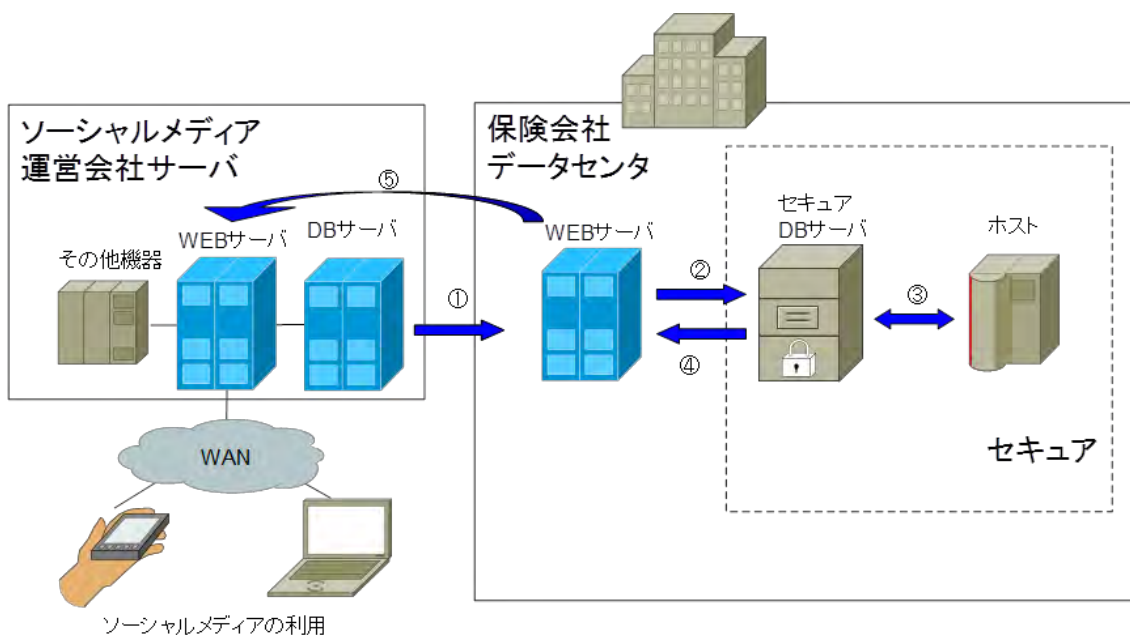 ソーシャルメディア
運営会社サーバ
保険会社
データセンタ
⑤
WEBサーバ
DBサーバ
その他機器
①
WEBサーバ
②
④
セキュア
DBサーバ
③
ホスト
セキュア
WAN
ソーシャルメディアの利用